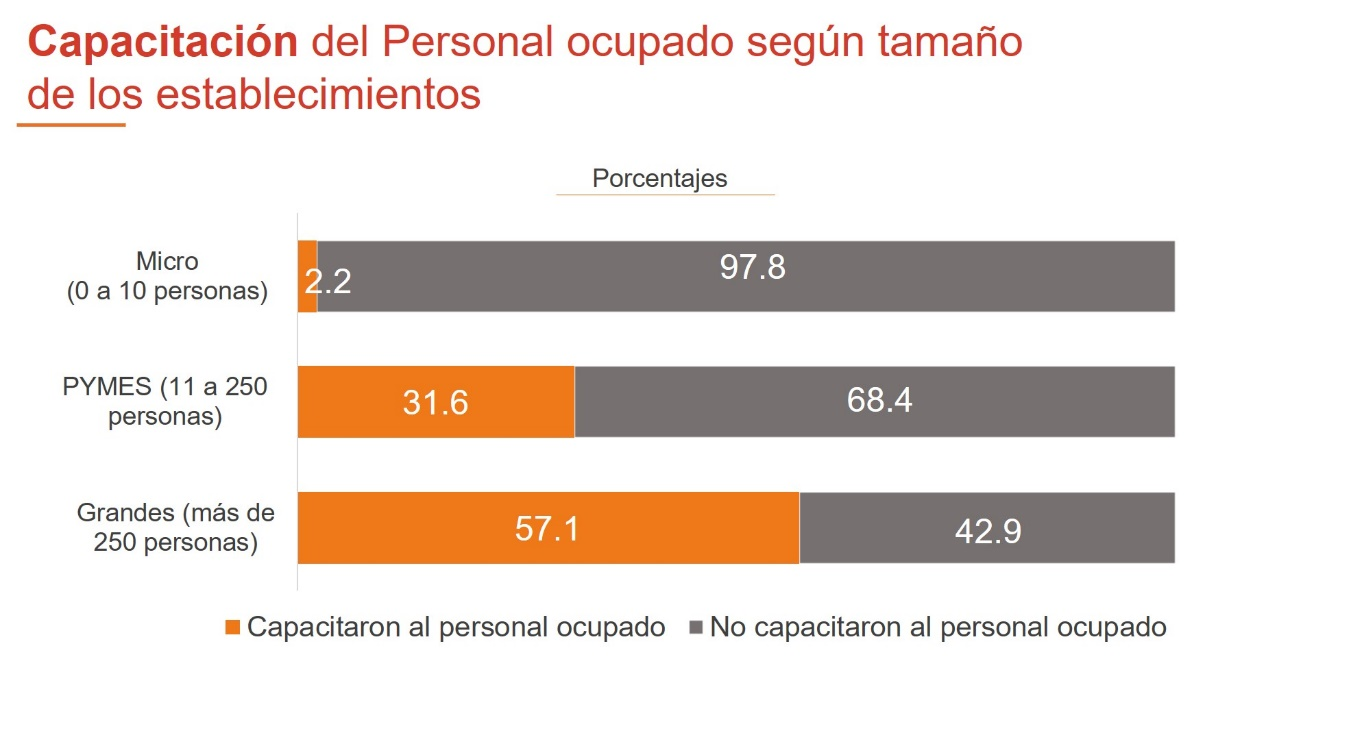 Capacitación del Personal ocupado según tamaño
de los establecimientos
Porcentajes
Micro
(0 a 10 personas)
2.2
97.8
PYMES (11 a 250
personas)
31.6
68.4
Grandes (más de
250 personas)
57.1
42.9
Capacitaron al personal ocupado
No capacitaron al personal ocupado